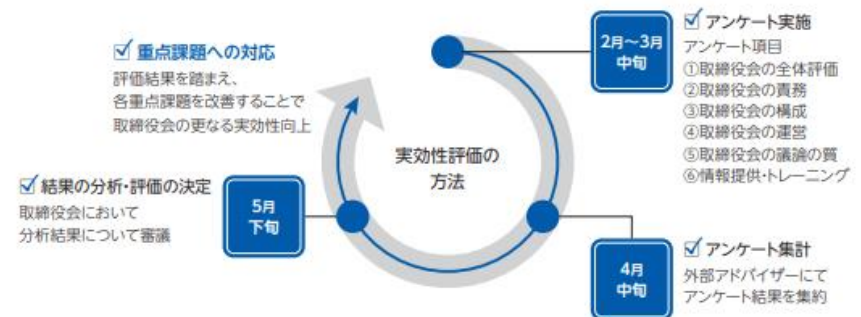 実効性評価の
方法
2月~3月
中旬
アンケート実施
アンケート項目
①取締役会の全体評価
②取締役会の責務
③取締役会の構成
④取締役会の運営
⑤取締役会の議論の質
⑥情報提供・トレーニング
4月
中旬
アンケート集計
外部アドバイザーにて
アンケート結果を集約
5月
下旬
結果の分析・評価の決定
取締役会において
分析結果について審議
重点課題への対応
評価結果を踏まえ、
各重点課題を改善することで
取締役会の更なる実効性向上